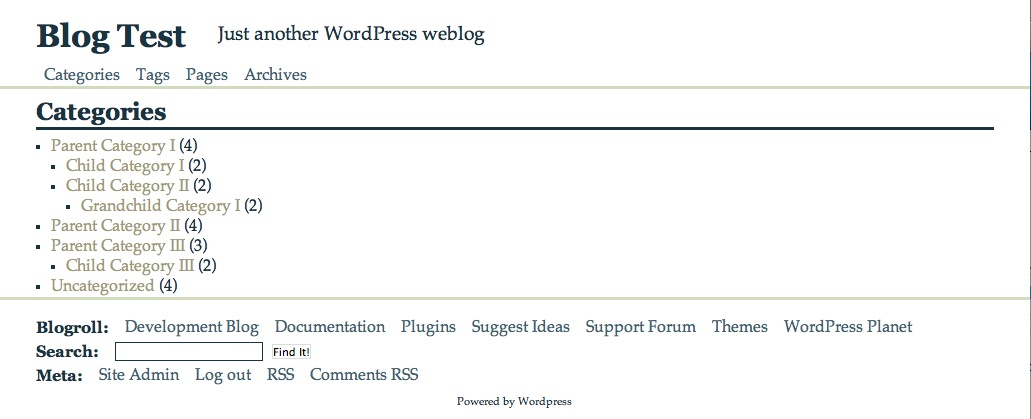 Blog Test Just another WordPress weblog
Categories Tags Pages Archives
Categories
Parent Category I (4)
Child Category I (2)
Child Category II (2)
Grandchild Category I (2)
Parent Category II (4)
Parent Category III (3)
Child Category III (2)
Uncategorized (4)
Blogroll: Development Blog Documentation Plugins Suggest Ideas Support Forum Themes WordPress Planet
Search: Find It!
Meta: Site Admin Log out RSS Comments RSS
Powered by Wordpress